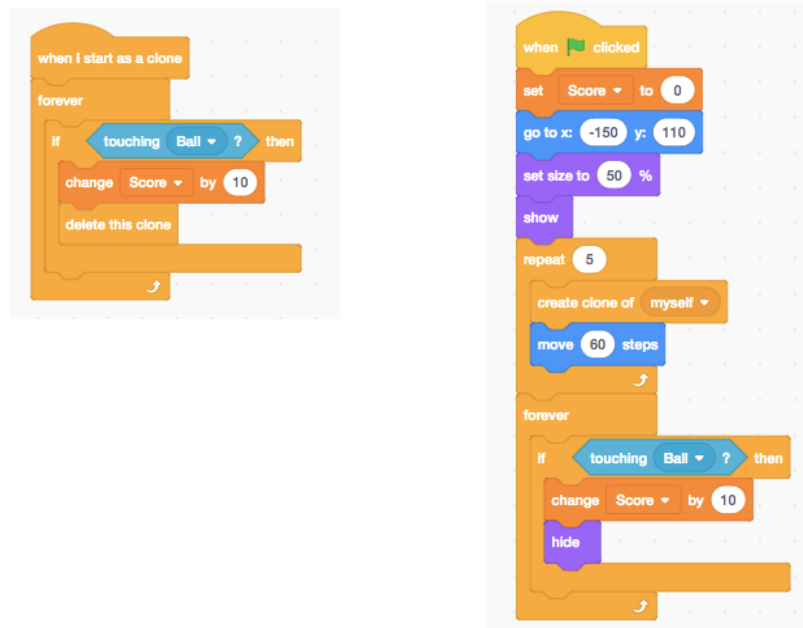 when I start as a clone
forever
if touching Ball ? then
change Score by 10
delete this clone
when clicked
set Score to 0
go to x: -150 y: 110
set size to 50 %
show
repeat 5
create clone of myself
move 60 steps
forever
if touching Ball ? then
change Score by 10
hide